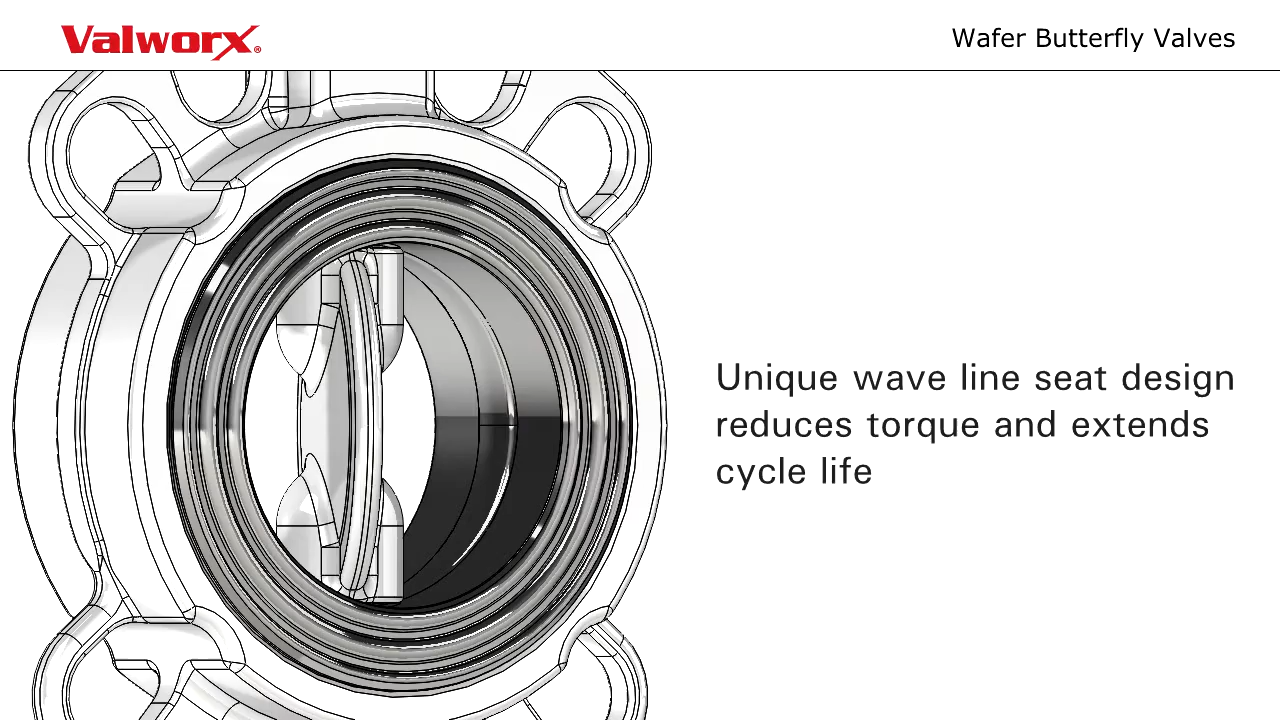 Valworx®
Wafer Butterfly Valves
Unique wave line seat design
reduces torque and extends
cycle life